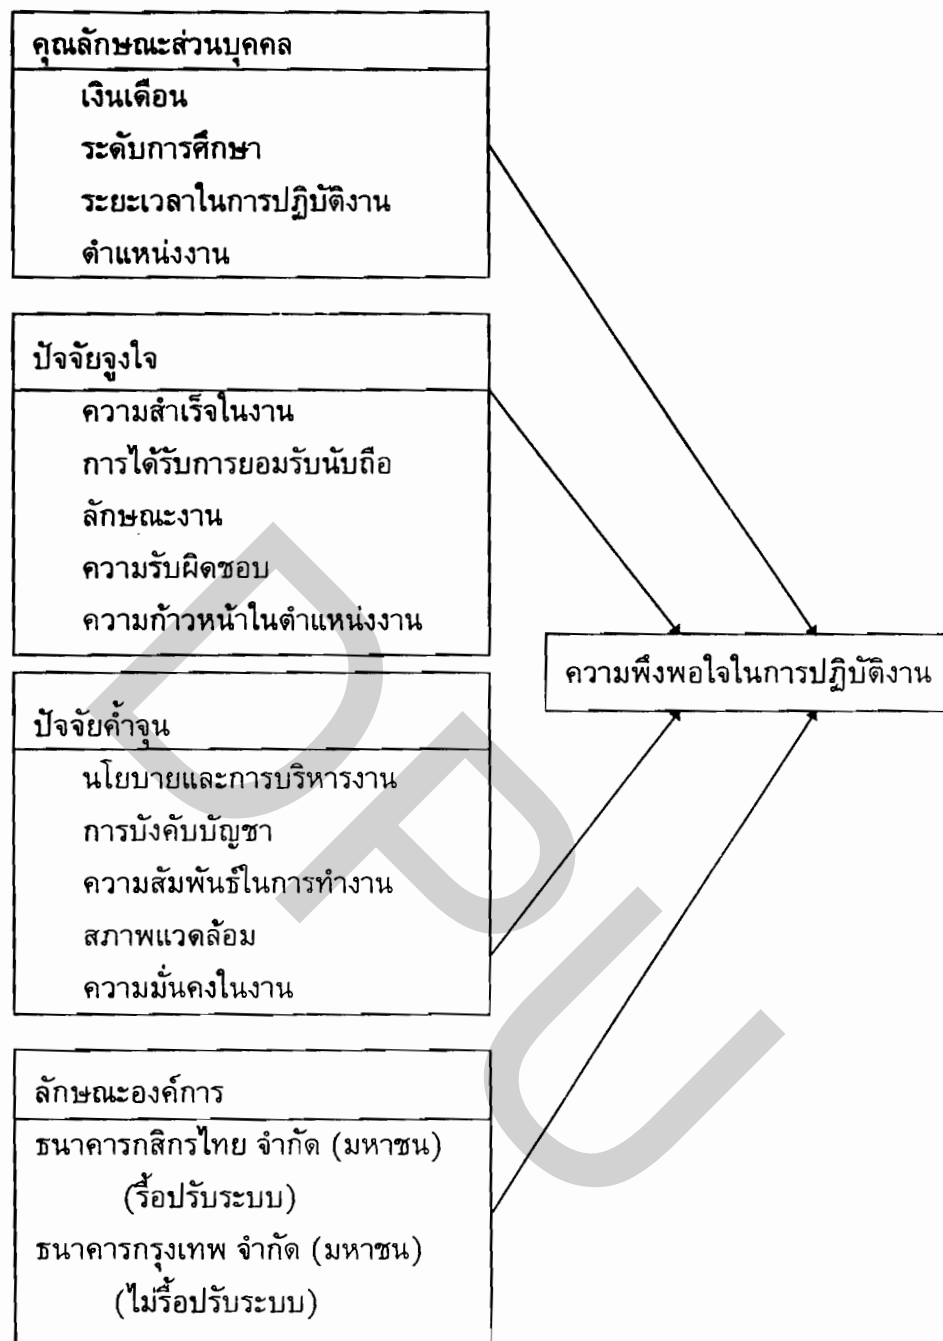 คุณลักษณะส่วนบุคคล
เงินเดือน
ระดับการศึกษา
ระยะเวลาในการปฏิบัติงาน
ตำแหน่งงาน
ปัจจัยจูงใจ
ความสำเร็จในงาน
การได้รับการยอมรับนับถือ
ลักษณะงาน
ความรับผิดชอบ
ความก้าวหน้าในตำแหน่งงาน
ความพึงพอใจในการปฏิบัติงาน
ปัจจัยค้ำจุน
นโยบายและการบริหารงาน
การบังคับบัญชา
ความสัมพันธ์ในการทำงาน
สภาพแวดล้อม
ความมั่นคงในงาน
ลักษณะองค์การ
ธนาคารกสิกรไทย จำกัด (มหาชน)
(รื้อปรับระบบ)
ธนาคารกรุงเทพ จำกัด (มหาชน)
(ไม่รื้อปรับระบบ)
DPU